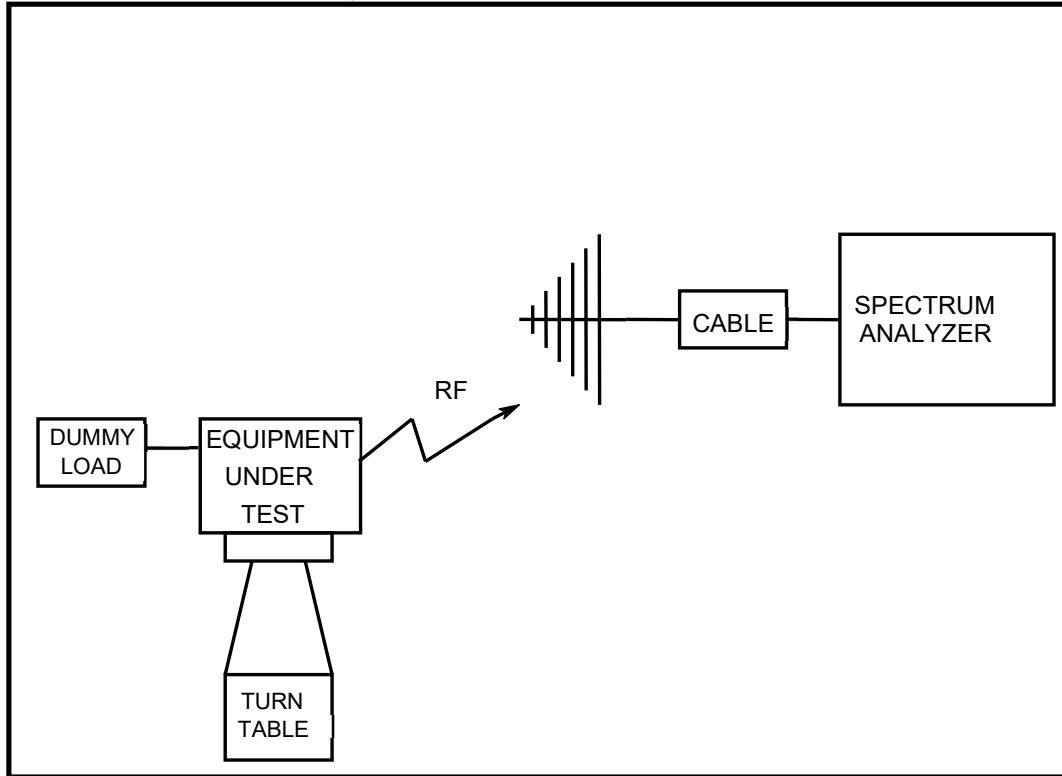 RF
DUMMY
LOAD
EQUIPMENT
UNDER
TEST
CABLE
SPECTRUM
ANALYZER
TURN
TABLE